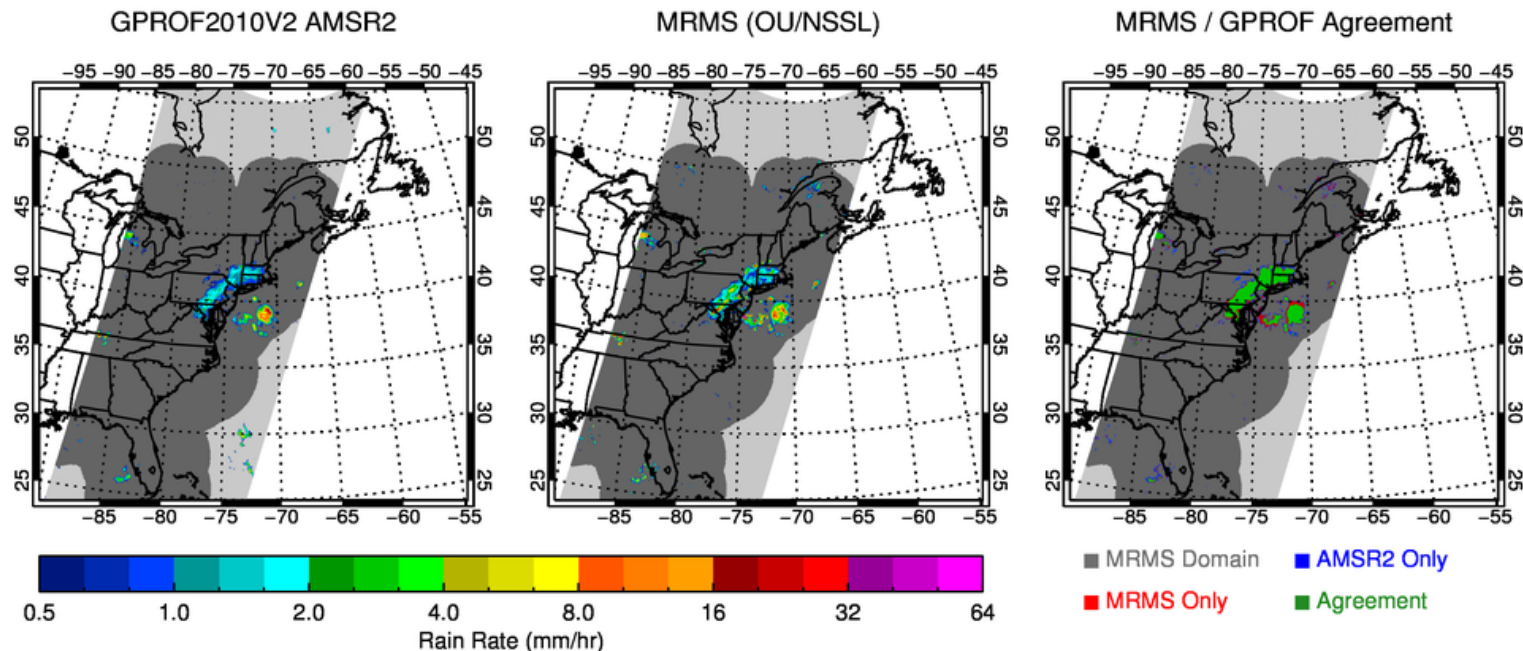 GPROF2010V2 AMSR2
MRMS (OU/NSSL)
MRMS / GPROF Agreement
−95 −90 −85 −80 −75 −70 −65 −60 −55 −50 −45
−95 −90 −85 −80 −75 −70 −65 −60 −55 −50 −45
−95 −90 −85 −80 −75 −70 −65 −60 −55 −50 −45
50 50 50 50 50 50
45 45 45 45 45 45
40 40 40 40 40 40
35 35 35 35 35 35
30 30 30 30 30 30
25 25 25 25 25 25
−85 −80 −75 −70 −65 −60 −55
−85 −80 −75 −70 −65 −60 −55
−85 −80 −75 −70 −65 −60 −55
0.5 1.0 2.0 4.0 8.0 16 32 64
Rain Rate (mm/hr)
MRMS Domain
AMSR2 Only
MRMS Only
Agreement